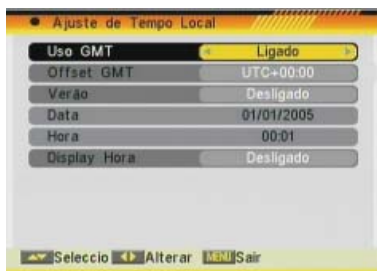 Ajuste de Tempo Local
Uso GMT Ligado
Offset GMT UTC+00:00
Verão Desligado
Data 01/01/2005
Hora 00:01
Display Hora Desligado
Seleccio Alterar MENU Sair